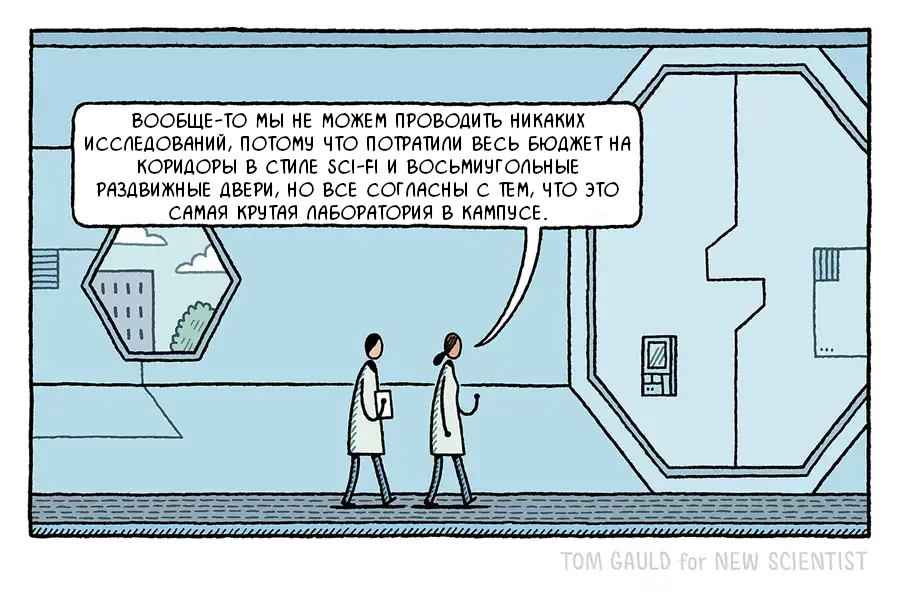 ВООБЩЕ-ТО МЫ НЕ МОЖЕМ ПРОВОДИТЬ НИКАКИХ
ИССЛЕДОВАНИЙ, ПОТОМУ ЧТО ПОТРАТИЛИ ВЕСЬ БЮДЖЕТ НА
КОРИДОРЫ В СТИЛЕ SCI-FI И ВОСЬМИУГОЛЬНЫЕ
РАЗДВИЖНЫЕ ДВЕРИ, НО ВСЕ СОГЛАСНЫ С ТЕМ, ЧТО ЭТО
САМАЯ КРУТАЯ ЛАБОРАТОРИЯ В КАМПУСЕ.
TOM GAULD for NEW SCIENTIST